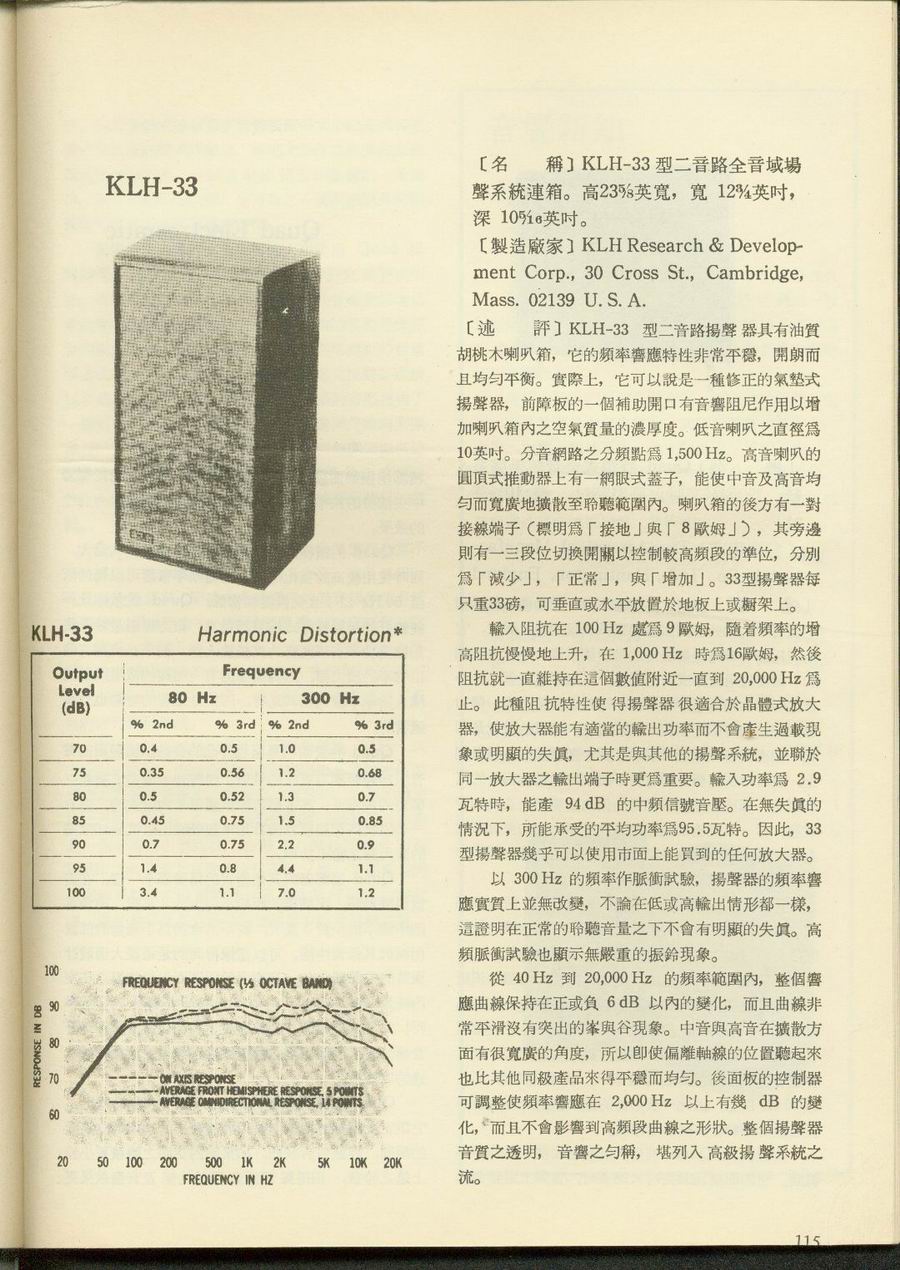 KLH-33
KLH-33 Harmonic Distortion*
Output Level (dB) Frequency
80 Hz 300 Hz
% 2nd % 3rd % 2nd % 3rd
70 0.4 0.5 1.0 0.5
75 0.35 0.56 1.2 0.68
80 0.5 0.52 1.3 0.7
85 0.45 0.75 1.5 0.85
90 0.7 0.75 2.2 0.9
95 1.4 0.8 4.4 1.1
100 3.4 1.1 7.0 1.2
FREQUENCY RESPONSE (⅓ OCTAVE BAND)
RESPONSE IN DB
100
90
80
70
60
ON AXIS RESPONSE
AVERAGE FRONT HEMISPHERE RESPONSE, 5 POINTS
AVERAGE OMNIDIRECTIONAL RESPONSE, 14 POINTS
20 50 100 200 500 1K 2K 5K 10K 20K
FREQUENCY IN HZ
〔名　　稱〕KLH-33 型二音路全音域場
聲系統連箱。高23⅝英寬，寬 12¾英吋，
深 10⁵⁄₁₆英吋。
〔製造廠家〕KLH Research & Develop-
ment Corp., 30 Cross St., Cambridge,
Mass. 02139 U. S. A.
〔述　　評〕KLH-33 型二音路揚聲器具有油質
胡桃木喇叭箱，它的頻率響應特性非常平穩，開朗而
且均勻平衡。實際上，它可以說是一種修正的氣墊式
揚聲器，前障板的一個補助開口有音響阻尼作用以增
加喇叭箱內之空氣質量的濃厚度。低音喇叭之直徑爲
10英吋。分音網路之分頻點爲 1,500 Hz。高音喇叭的
圓頂式推動器上有一網眼式蓋子，能使中音及高音均
勻而寬廣地擴散至聆聽範圍內。喇叭箱的後方有一對
接線端子（標明爲「接地」與「8歐姆」），其旁邊
則有一三段位切換開關以控制較高頻段的準位，分別
爲「減少」，「正常」，與「增加」。33型揚聲器每
只重33磅，可垂直或水平放置於地板上或櫥架上。
輸入阻抗在 100 Hz 處爲 9 歐姆，隨着頻率的增
高阻抗慢慢地上升，在 1,000 Hz 時爲16歐姆，然後
阻抗就一直維持在這個數値附近一直到 20,000 Hz 爲
止。此種阻抗特性使得揚聲器很適合於晶體式放大
器，使放大器能有適當的輸出功率而不會產生過載現
象或明顯的失眞，尤其是與其他的揚聲系統，並聯於
同一放大器之輸出端子時更爲重要。輸入功率爲 2.9
瓦特時，能產 94 dB 的中頻信號音壓。在無失眞的
情況下，所能承受的平均功率爲95.5瓦特。因此，33
型揚聲器幾乎可以使用市面上能買到的任何放大器。
以 300 Hz 的頻率作脈衝試驗，揚聲器的頻率響
應實質上並無改變，不論在低或高輸出情形都一樣，
這證明在正常的聆聽音量之下不會有明顯的失眞。高
頻脈衝試驗也顯示無嚴重的振鈴現象。
從 40 Hz 到 20,000 Hz 的頻率範圍內，整個響
應曲線保持在正或負 6 dB 以內的變化，而且曲線非
常平滑沒有突出的峯與谷現象。中音與高音在擴散方
面有很寬廣的角度，所以卽使偏離軸線的位置聽起來
也比其他同級產品來得平穩而均勻。後面板的控制器
可調整使頻率響應在 2,000 Hz 以上有幾 dB 的變
化，而且不會影響到高頻段曲線之形狀。整個揚聲器
音質之透明，音響之勻稱，堪列入高級揚聲系統之
流。
115